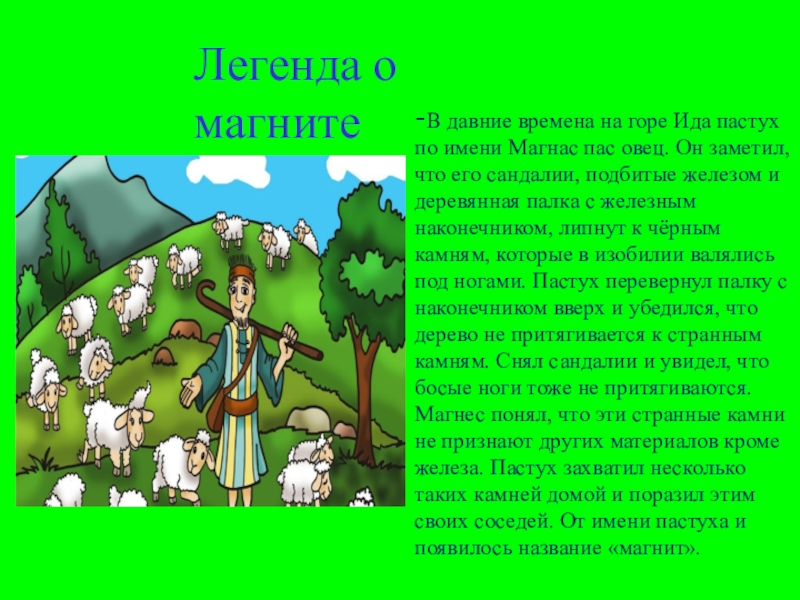 Легенда о
магните
-В давние времена на горе Ида пастух
по имени Магнас пас овец. Он заметил,
что его сандалии, подбитые железом и
деревянная палка с железным
наконечником, липнут к чёрным
камням, которые в изобилии валялись
под ногами. Пастух перевернул палку с
наконечником вверх и убедился, что
дерево не притягивается к странным
камням. Снял сандалии и увидел, что
босые ноги тоже не притягиваются.
Магнес понял, что эти странные камни
не признают других материалов кроме
железа. Пастух захватил несколько
таких камней домой и поразил этим
своих соседей. От имени пастуха и
появилось название «магнит».